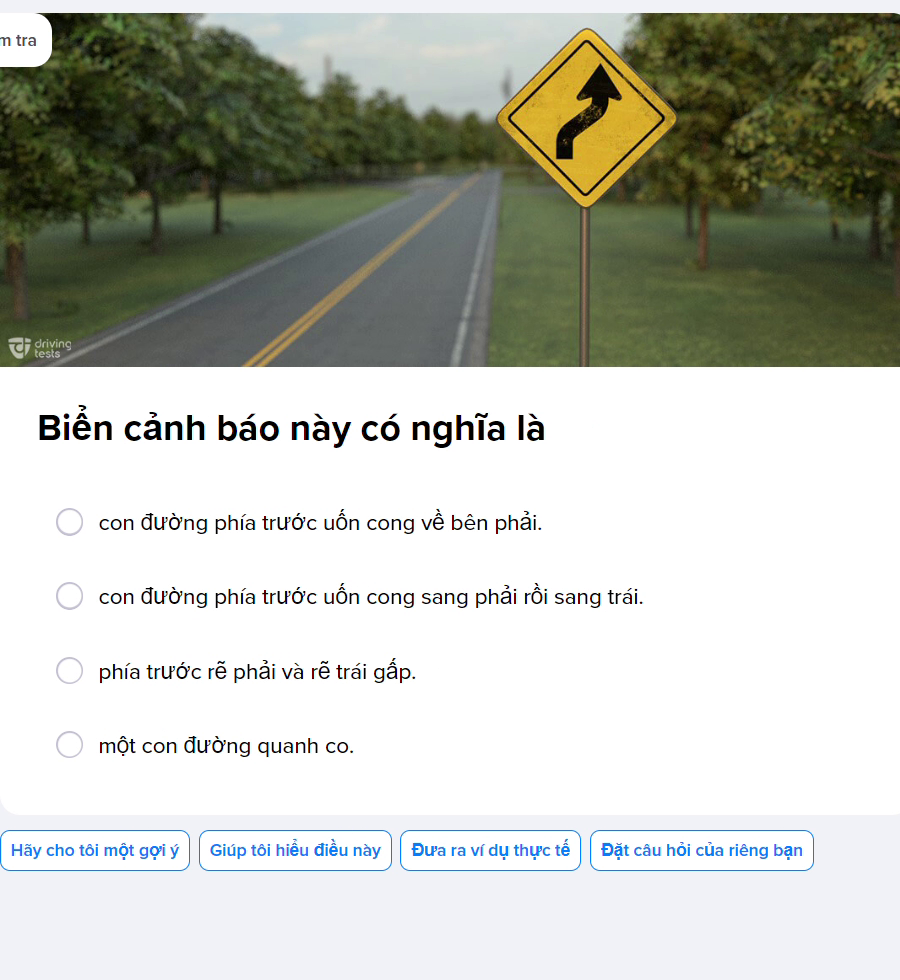 m tra
driving
tests
Biển cảnh báo này có nghĩa là
con đường phía trước uốn cong về bên phải.
con đường phía trước uốn cong sang phải rồi sang trái.
phía trước rẽ phải và rẽ trái gấp.
một con đường quanh co.
Hãy cho tôi một gợi ý
Giúp tôi hiểu điều này
Đưa ra ví dụ thực tế
Đặt câu hỏi của riêng bạn